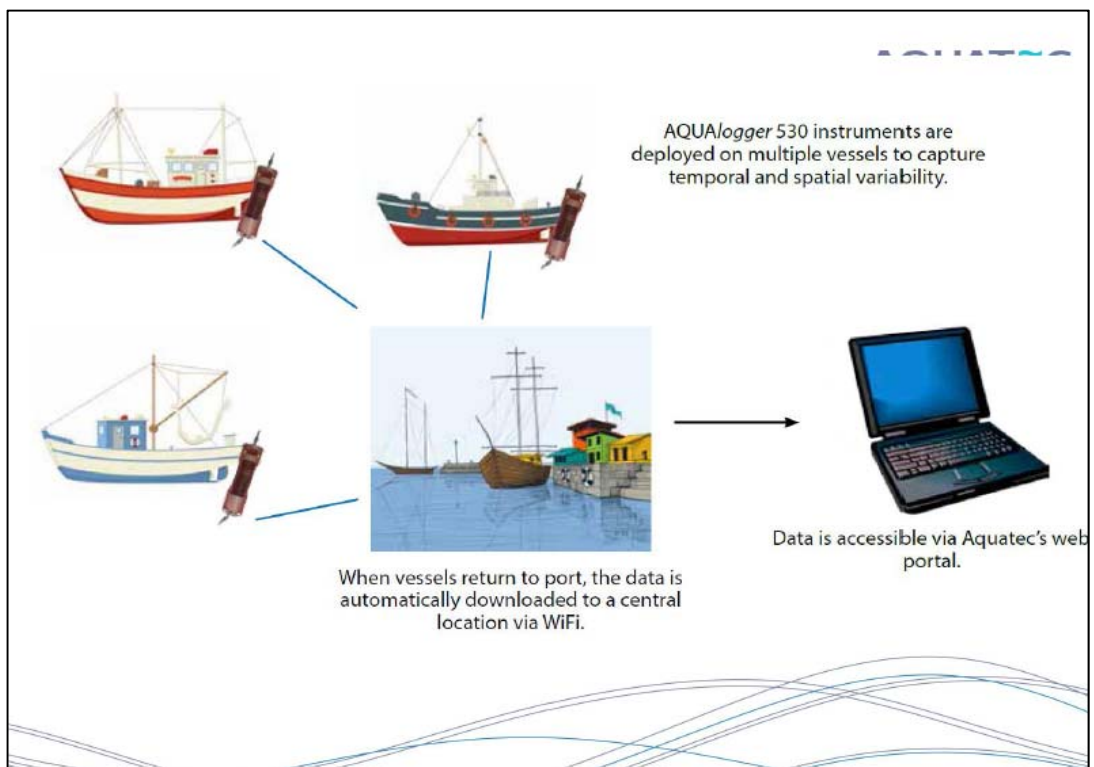 AQUATEC
AQUAlogger 530 instruments are
deployed on multiple vessels to capture
temporal and spatial variability.
When vessels return to port, the data is
automatically downloaded to a central
location via WiFi.
Data is accessible via Aquatec's web
portal.